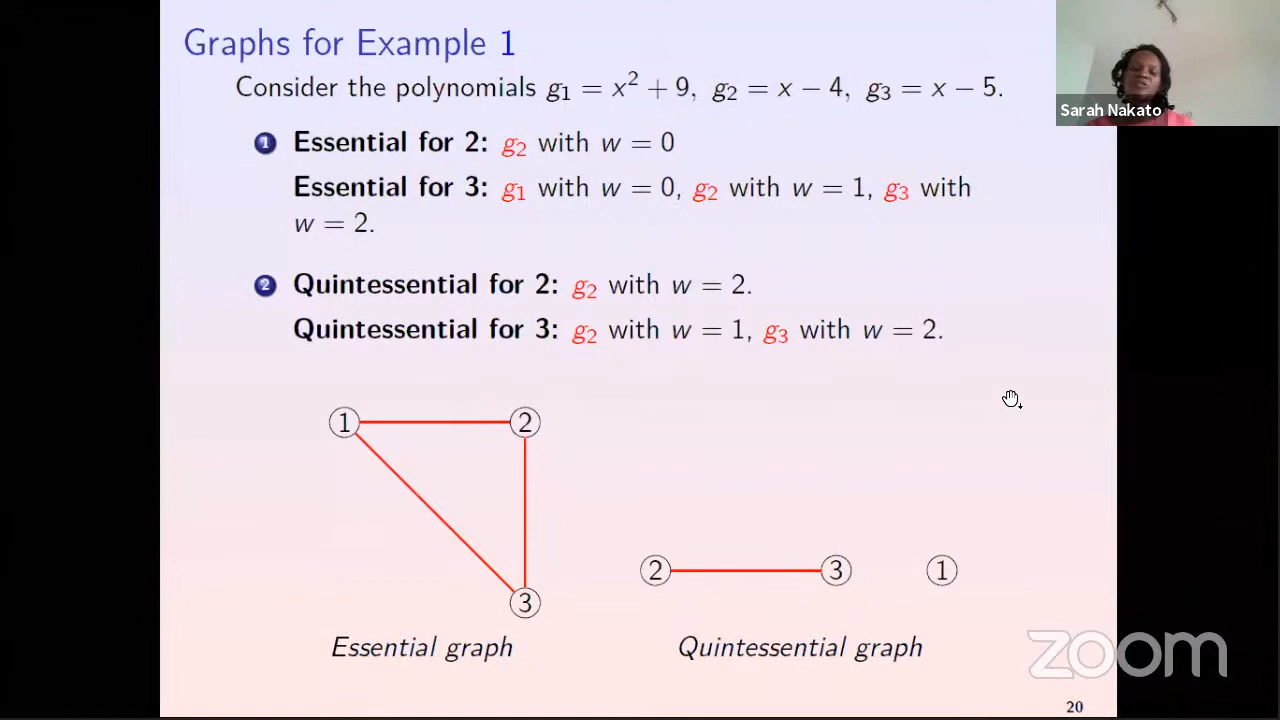 Graphs for Example 1
Consider the polynomials g₁ = x² + 9, g₂ = x − 4, g₃ = x − 5.
Sarah Nakato
1 Essential for 2: g₂ with w = 0
Essential for 3: g₁ with w = 0, g₂ with w = 1, g₃ with
w = 2.
2 Quintessential for 2: g₂ with w = 2.
Quintessential for 3: g₂ with w = 1, g₃ with w = 2.
1 2
2 3 1
3
Essential graph Quintessential graph
zoom
20